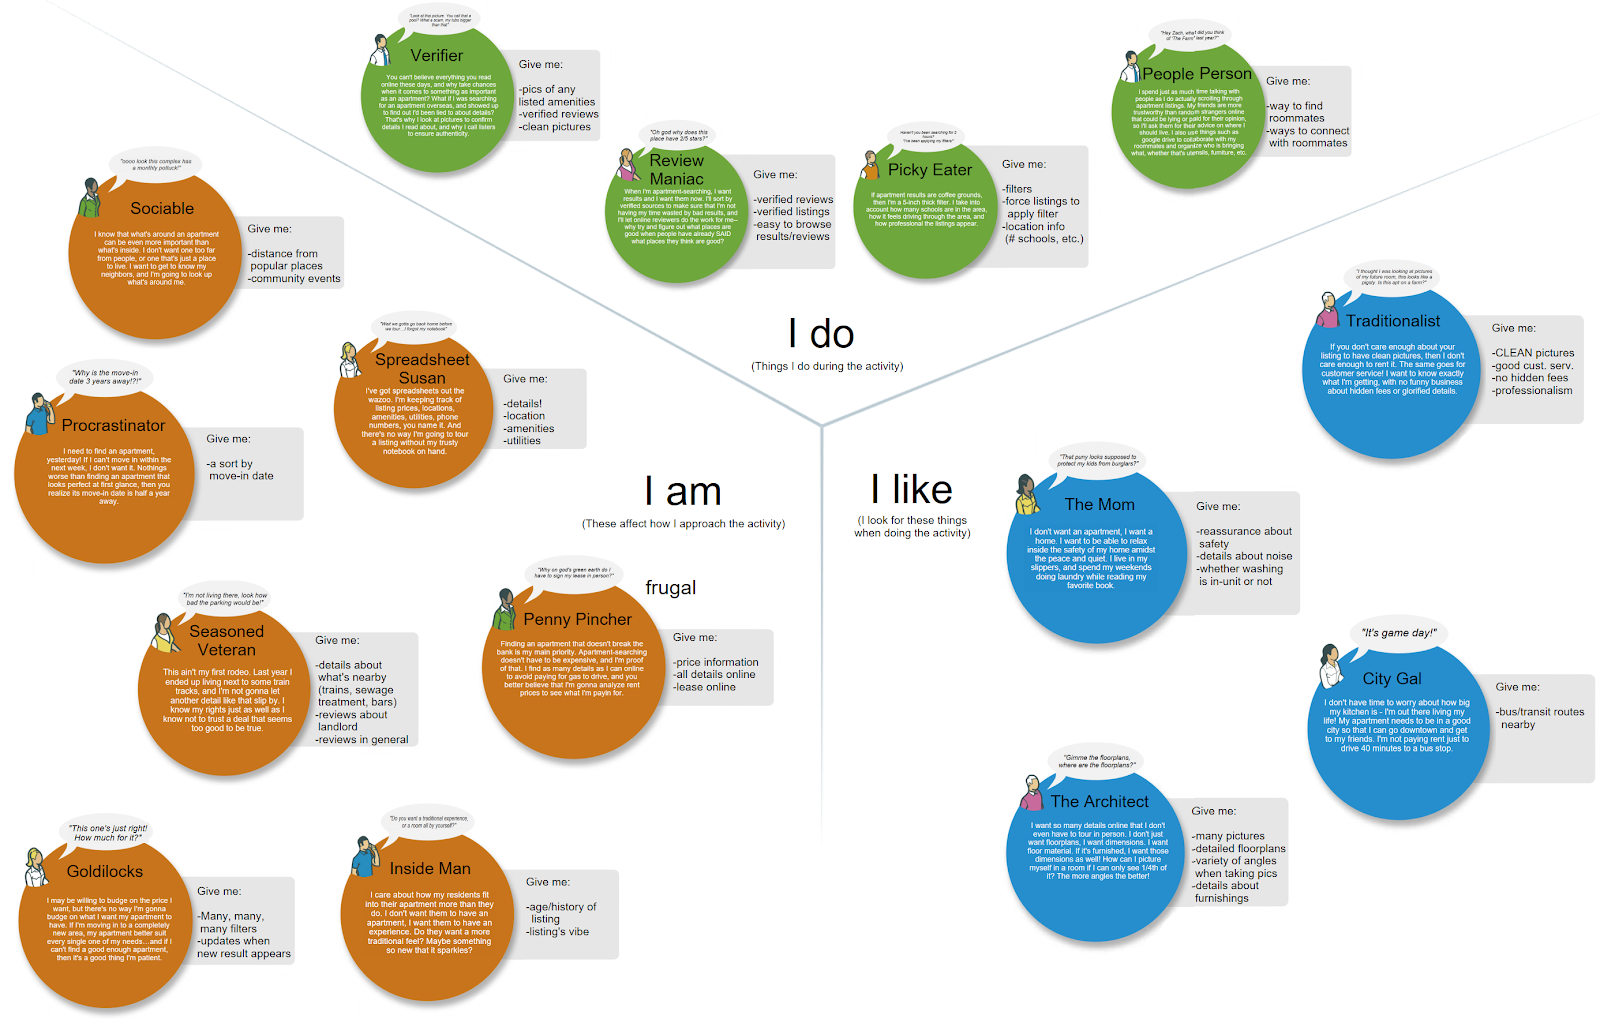 "Look at this picture. You call that a
pool? What a scam, my tubs bigger
than that!"
Verifier
You can't believe everything you read
online these days, and why take chances
when it comes to something as important
as an apartment? What if I was searching
for an apartment overseas, and showed up
to find out I'd been lied to about details?
That's why I look at pictures to confirm
details I read about, and why I call listers
to ensure authenticity.
Give me:
-pics of any
listed amenities
-verified reviews
-clean pictures
"Oh god why does this
place have 2/5 stars?"
Review
Maniac
When I'm apartment-searching, I want
results and I want them now. I'll sort by
verified sources to make sure that I'm not
having my time wasted by bad results, and
I'll let online reviewers do the work for me--
why try and figure out what places are
good when people have already SAID
what places they think are good?
Give me:
-verified reviews
-verified listings
-easy to browse
results/reviews
Haven't you been searching for 2
hours?
"I've been applying my filters!"
Picky Eater
If apartment results are coffee grounds,
then I'm a 5-inch thick filter. I take into
account how many schools are in the area,
how it feels driving through the area, and
how professional the listings appear.
Give me:
-filters
-force listings to
apply filter
-location info
(# schools, etc.)
"Hey Zach, what did you think
of "The Farm" last year?"
People Person
I spend just as much time talking with
people as I do actually scrolling through
apartment listings. My friends are more
trustworthy than random strangers online
that could be lying or paid for their opinion,
so I'll ask them for their advice on where I
should live. I also use things such as
google drive to collaborate with my
roommates and organize who is bringing
what, whether that's utensils, furniture, etc.
Give me:
-way to find
roommates
-ways to connect
with roommates
I do
(Things I do during the activity)
"oooo look this complex has
a monthly potluck!"
Sociable
I know that what's around an apartment
can be even more important than
what's inside. I don't want one too far
from people, or one that's just a place
to live. I want to get to know my
neighbors, and I'm going to look up
what's around me.
Give me:
-distance from
popular places
-community events
"Wait we gotta go back home before
we tour... I forgot my notebook"
Spreadsheet
Susan
I've got spreadsheets out the
wazoo. I'm keeping track of
listing prices, locations,
amenities, utilities, phone
numbers, you name it. And
there's no way I'm going to tour
a listing without my trusty
notebook on hand.
Give me:
-details!
-location
-amenities
-utilities
"Why is the move-in
date 3 years away!?!"
Procrastinator
I need to find an apartment,
yesterday! If I can't move in within the
next week, I don't want it. Nothings
worse than finding an apartment that
looks perfect at first glance, then you
realize its move-in date is half a year
away.
Give me:
-a sort by
move-in date
I am
(These affect how I approach the activity)
"I'm not living there, look how
bad the parking would be!"
Seasoned
Veteran
This ain't my first rodeo. Last year I
ended up living next to some train
tracks, and I'm not gonna let
another detail like that slip by. I
know my rights just as well as I
know not to trust a deal that seems
too good to be true.
Give me:
-details about
what's nearby
(trains, sewage
treatment, bars)
-reviews about
landlord
-reviews in general
"Why on god's green earth do I
have to sign my lease in person?"
frugal
Penny Pincher
Finding an apartment that doesn't break the
bank is my main priority. Apartment-searching
doesn't have to be expensive, and I'm proof
of that. I find as many details as I can online
to avoid paying for gas to drive, and you
better believe that I'm gonna analyze rent
prices to see what I'm payin for.
Give me:
-price information
-all details online
-lease online
"This one's just right!
How much for it?"
Goldilocks
I may be willing to budge on the price I
want, but there's no way I'm gonna
budge on what I want my apartment to
have. If I'm moving in to a completely
new area, my apartment better suit
every single one of my needs...and if I
can't find a good enough apartment,
then it's a good thing I'm patient.
Give me:
-Many, many,
many filters
-updates when
new result appears
"Do you want a traditional experience,
or a room all by yourself?"
Inside Man
I care about how my residents fit
into their apartment more than they
do. I don't want them to have an
apartment, I want them to have an
experience. Do they want a more
traditional feel? Maybe something
so new that it sparkles?
Give me:
-age/history of
listing
-listing's vibe
I like
(I look for these things
when doing the activity)
"I thought I was looking at pictures
of my future room, this looks like a
pigsty. Is this apt on a farm?"
Traditionalist
If you don't care enough about your
listing to have clean pictures, then I don't
care enough to rent it. The same goes for
customer service! I want to know exactly
what I'm getting, with no funny business
about hidden fees or glorified details.
Give me:
-CLEAN pictures
-good cust. serv.
-no hidden fees
-professionalism
"That puny locks supposed to
protect my kids from burglars?"
The Mom
I don't want an apartment, I want a
home. I want to be able to relax
inside the safety of my home amidst
the peace and quiet. I live in my
slippers, and spend my weekends
doing laundry while reading my
favorite book.
Give me:
-reassurance about
safety
-details about noise
-whether washing
is in-unit or not
"It's game day!"
City Gal
I don't have time to worry about how big
my kitchen is - I'm out there living my
life! My apartment needs to be in a good
city so that I can go downtown and get
to my friends. I'm not paying rent just to
drive 40 minutes to a bus stop.
Give me:
-bus/transit routes
nearby
"Gimme the floorplans,
where are the floorplans?"
The Architect
I want so many details online that I don't
even have to tour in person. I don't just
want floorplans, I want dimensions. I want
floor material. If it's furnished, I want those
dimensions as well! How can I picture
myself in a room if I can only see 1/4th of
it? The more angles the better!
Give me:
-many pictures
-detailed floorplans
-variety of angles
when taking pics
-details about
furnishings